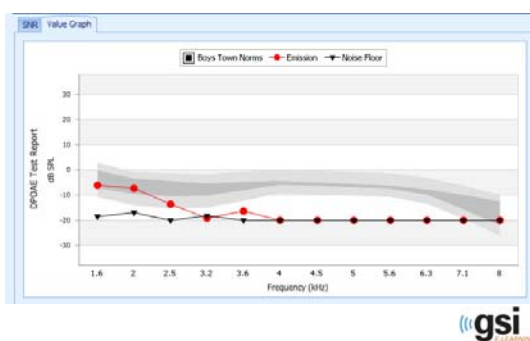 SNR Value Graph
Boys Town Norms Emission Noise Floor
30
20
10
0
-10
-20
-30
DPOAE Test Report
dB SPL
1.6 2 2.5 3.2 3.6 4 4.5 5 5.6 6.3 7.1 8
Frequency (kHz)
gsi
E-LEARNING